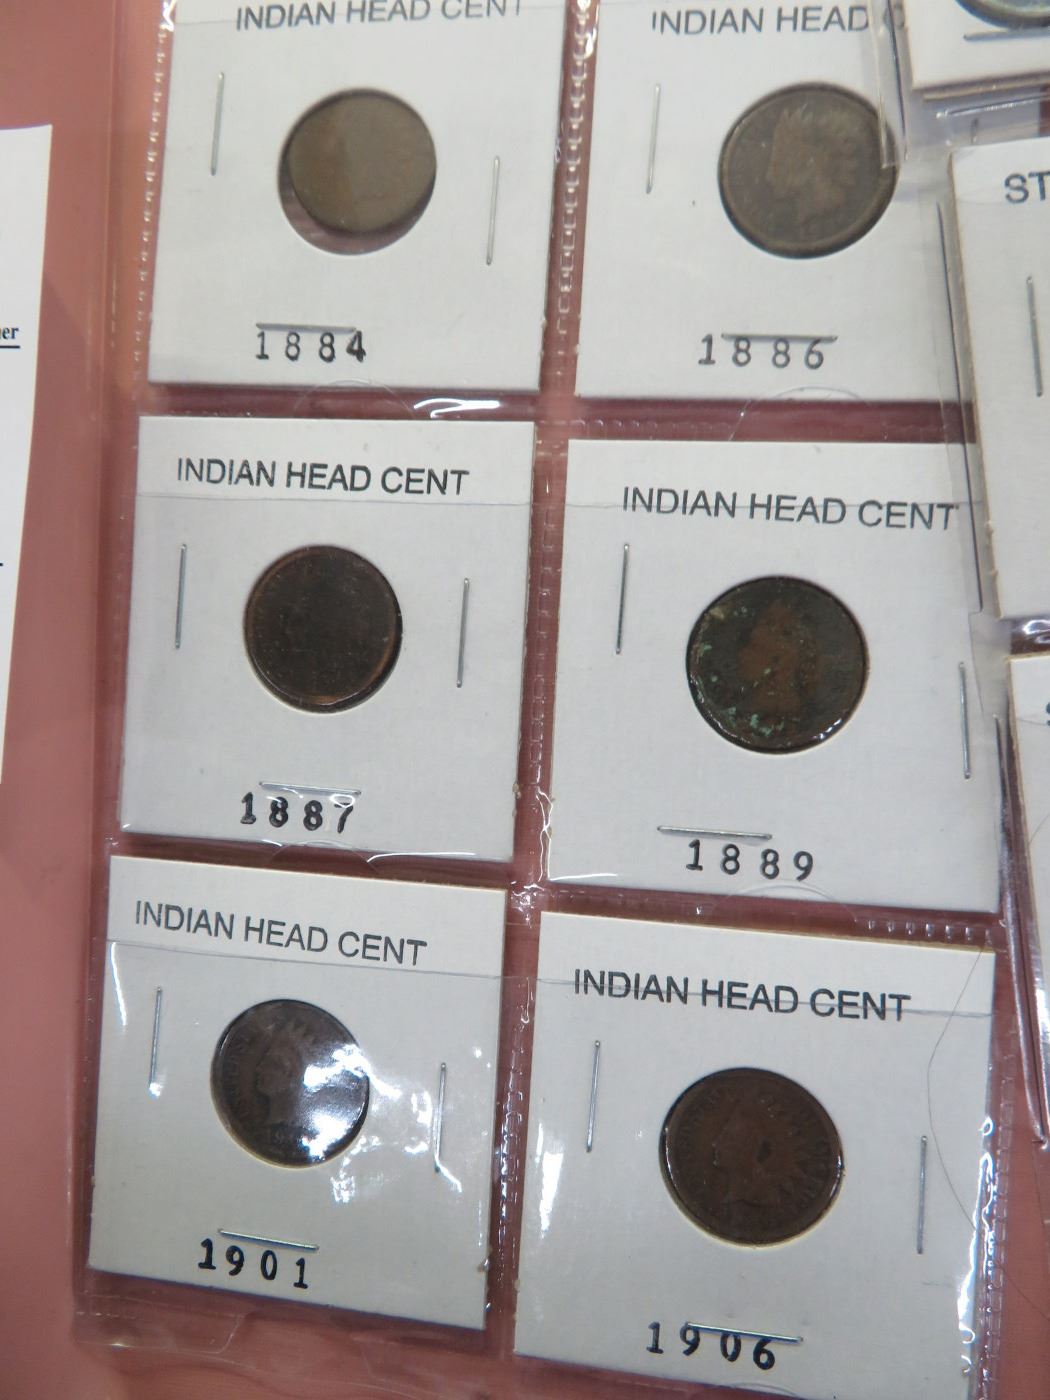 INDIAN HEAD CENT
1884
INDIAN HEAD
1886
ST
INDIAN HEAD CENT
1887
INDIAN HEAD CENT
1889
INDIAN HEAD CENT
1901
INDIAN HEAD CENT
1906